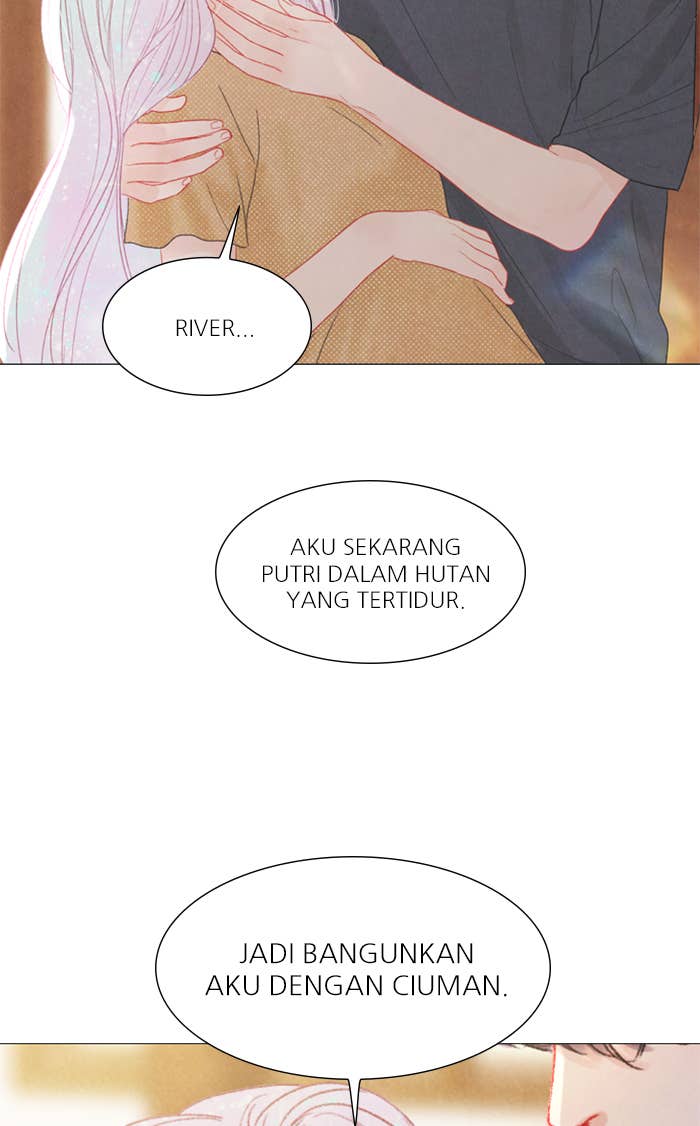 RIVER...
AKU SEKARANG
PUTRI DALAM HUTAN
YANG TERTIDUR.
JADI BANGUNKAN
AKU DENGAN CIUMAN.